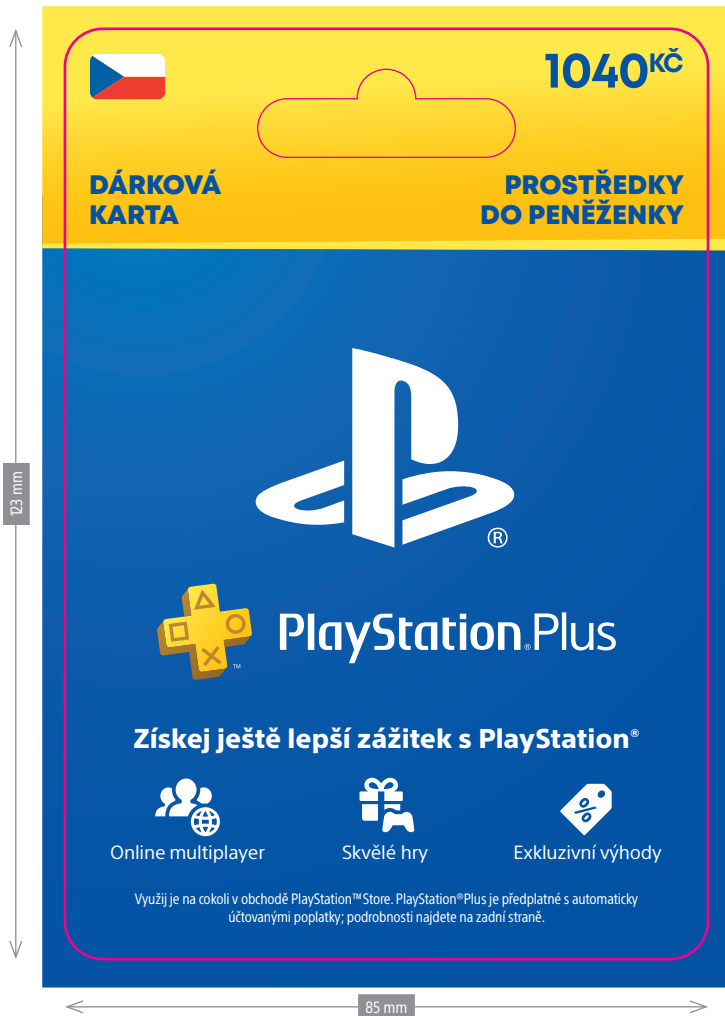 1040KČ
DÁRKOVÁ
KARTA
PROSTŘEDKY
DO PENĚŽENKY
123 mm
®
PlayStation®Plus
TM
Získej ještě lepší zážitek s PlayStation®
Online multiplayer
Skvělé hry
Exkluzivní výhody
Využij je na cokoli v obchodě PlayStation™Store. PlayStation®Plus je předplatné s automaticky
účtovanými poplatky; podrobnosti najdete na zadní straně.
85 mm